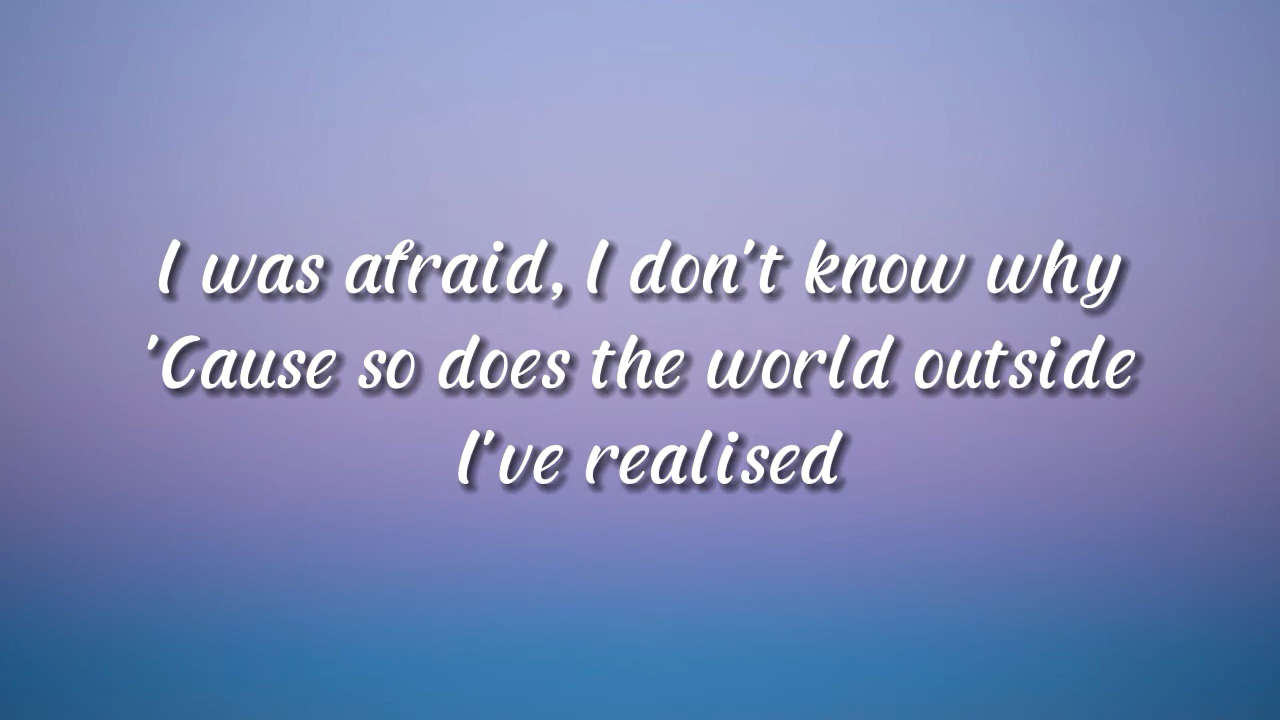 I was afraid, I don't know why
'Cause so does the world outside
I've realised